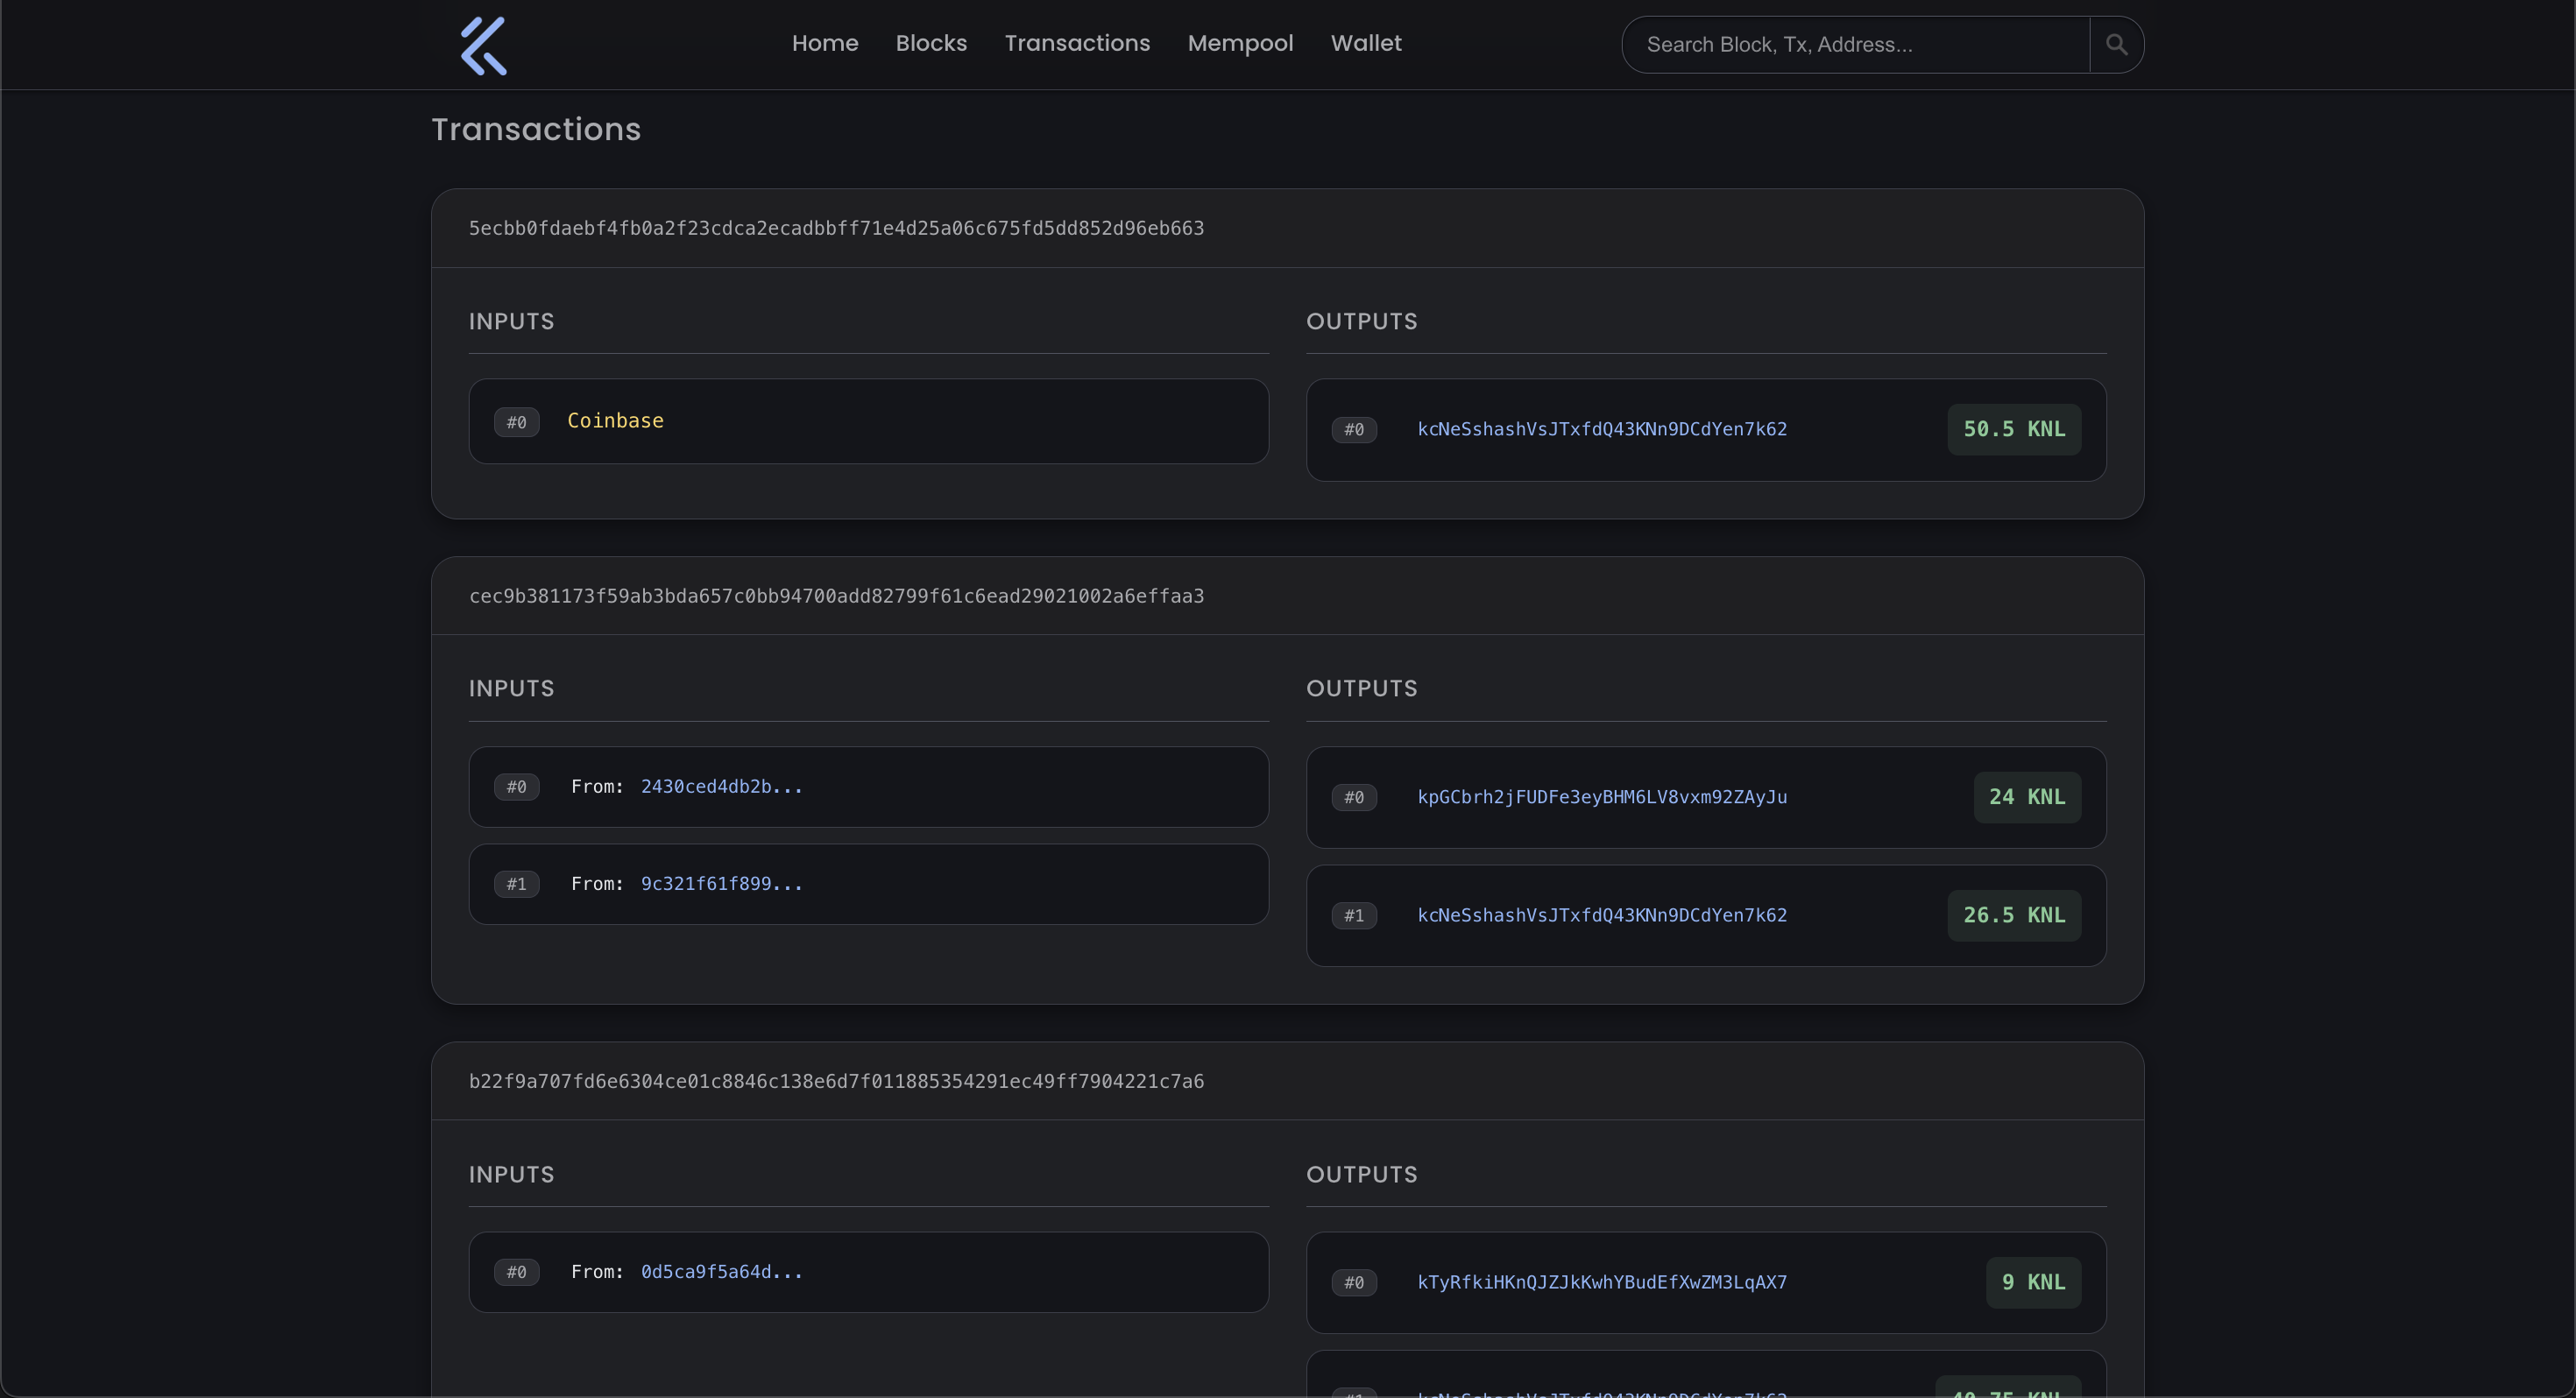 Home Blocks Transactions Mempool Wallet Search Block, Tx, Address...
Transactions
5ecbb0fdaebf4fb0a2f23cdca2ecadbbff71e4d25a06c675fd5dd852d96eb663
INPUTS
#0 Coinbase
OUTPUTS
#0 kcNeSshashVsJTxfdQ43KNn9DCdYen7k62 50.5 KNL
cec9b381173f59ab3bda657c0bb94700add82799f61c6ead29021002a6effaa3
INPUTS
#0 From: 2430ced4db2b...
#1 From: 9c321f61f899...
OUTPUTS
#0 kpGCbrh2jFUDFe3eyBHM6LV8vxm92ZAyJu 24 KNL
#1 kcNeSshashVsJTxfdQ43KNn9DCdYen7k62 26.5 KNL
b22f9a707fd6e6304ce01c8846c138e6d7f011885354291ec49ff7904221c7a6
INPUTS
#0 From: 0d5ca9f5a64d...
OUTPUTS
#0 kTyRfkiHKnQJZJkKwhYBudEfXwZM3LqAX7 9 KNL